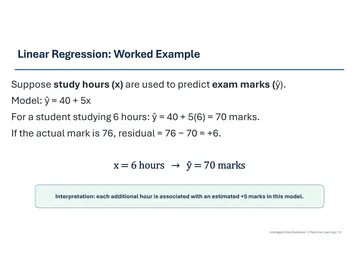 Linear Regression: Worked Example
Suppose study hours (x) are used to predict exam marks (ŷ).
Model: ŷ = 40 + 5x
For a student studying 6 hours: ŷ = 40 + 5(6) = 70 marks.
If the actual mark is 76, residual = 76 − 70 = +6.
x = 6 hours → ŷ = 70 marks
Interpretation: each additional hour is associated with an estimated +5 marks in this model.